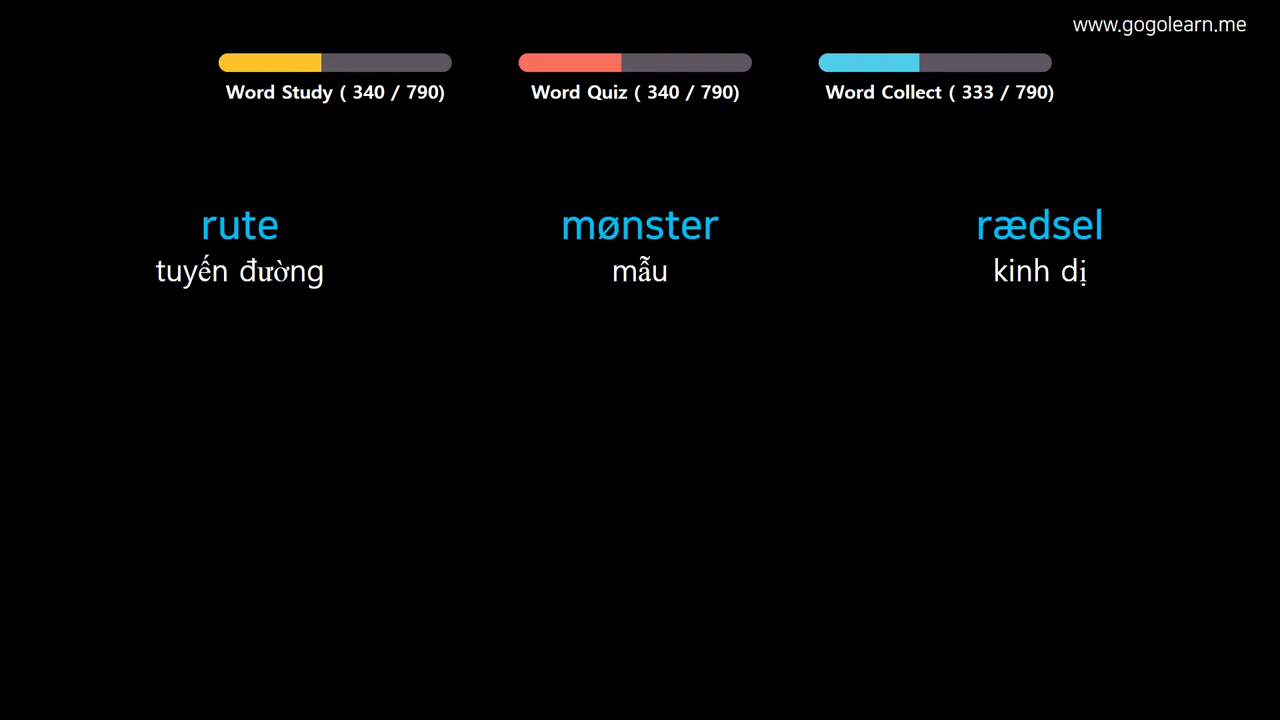 www.gogolearn.me
Word Study ( 340 / 790)
Word Quiz ( 340 / 790)
Word Collect ( 333 / 790)
rute
tuyến đường
mønster
mẫu
rædsel
kinh dị